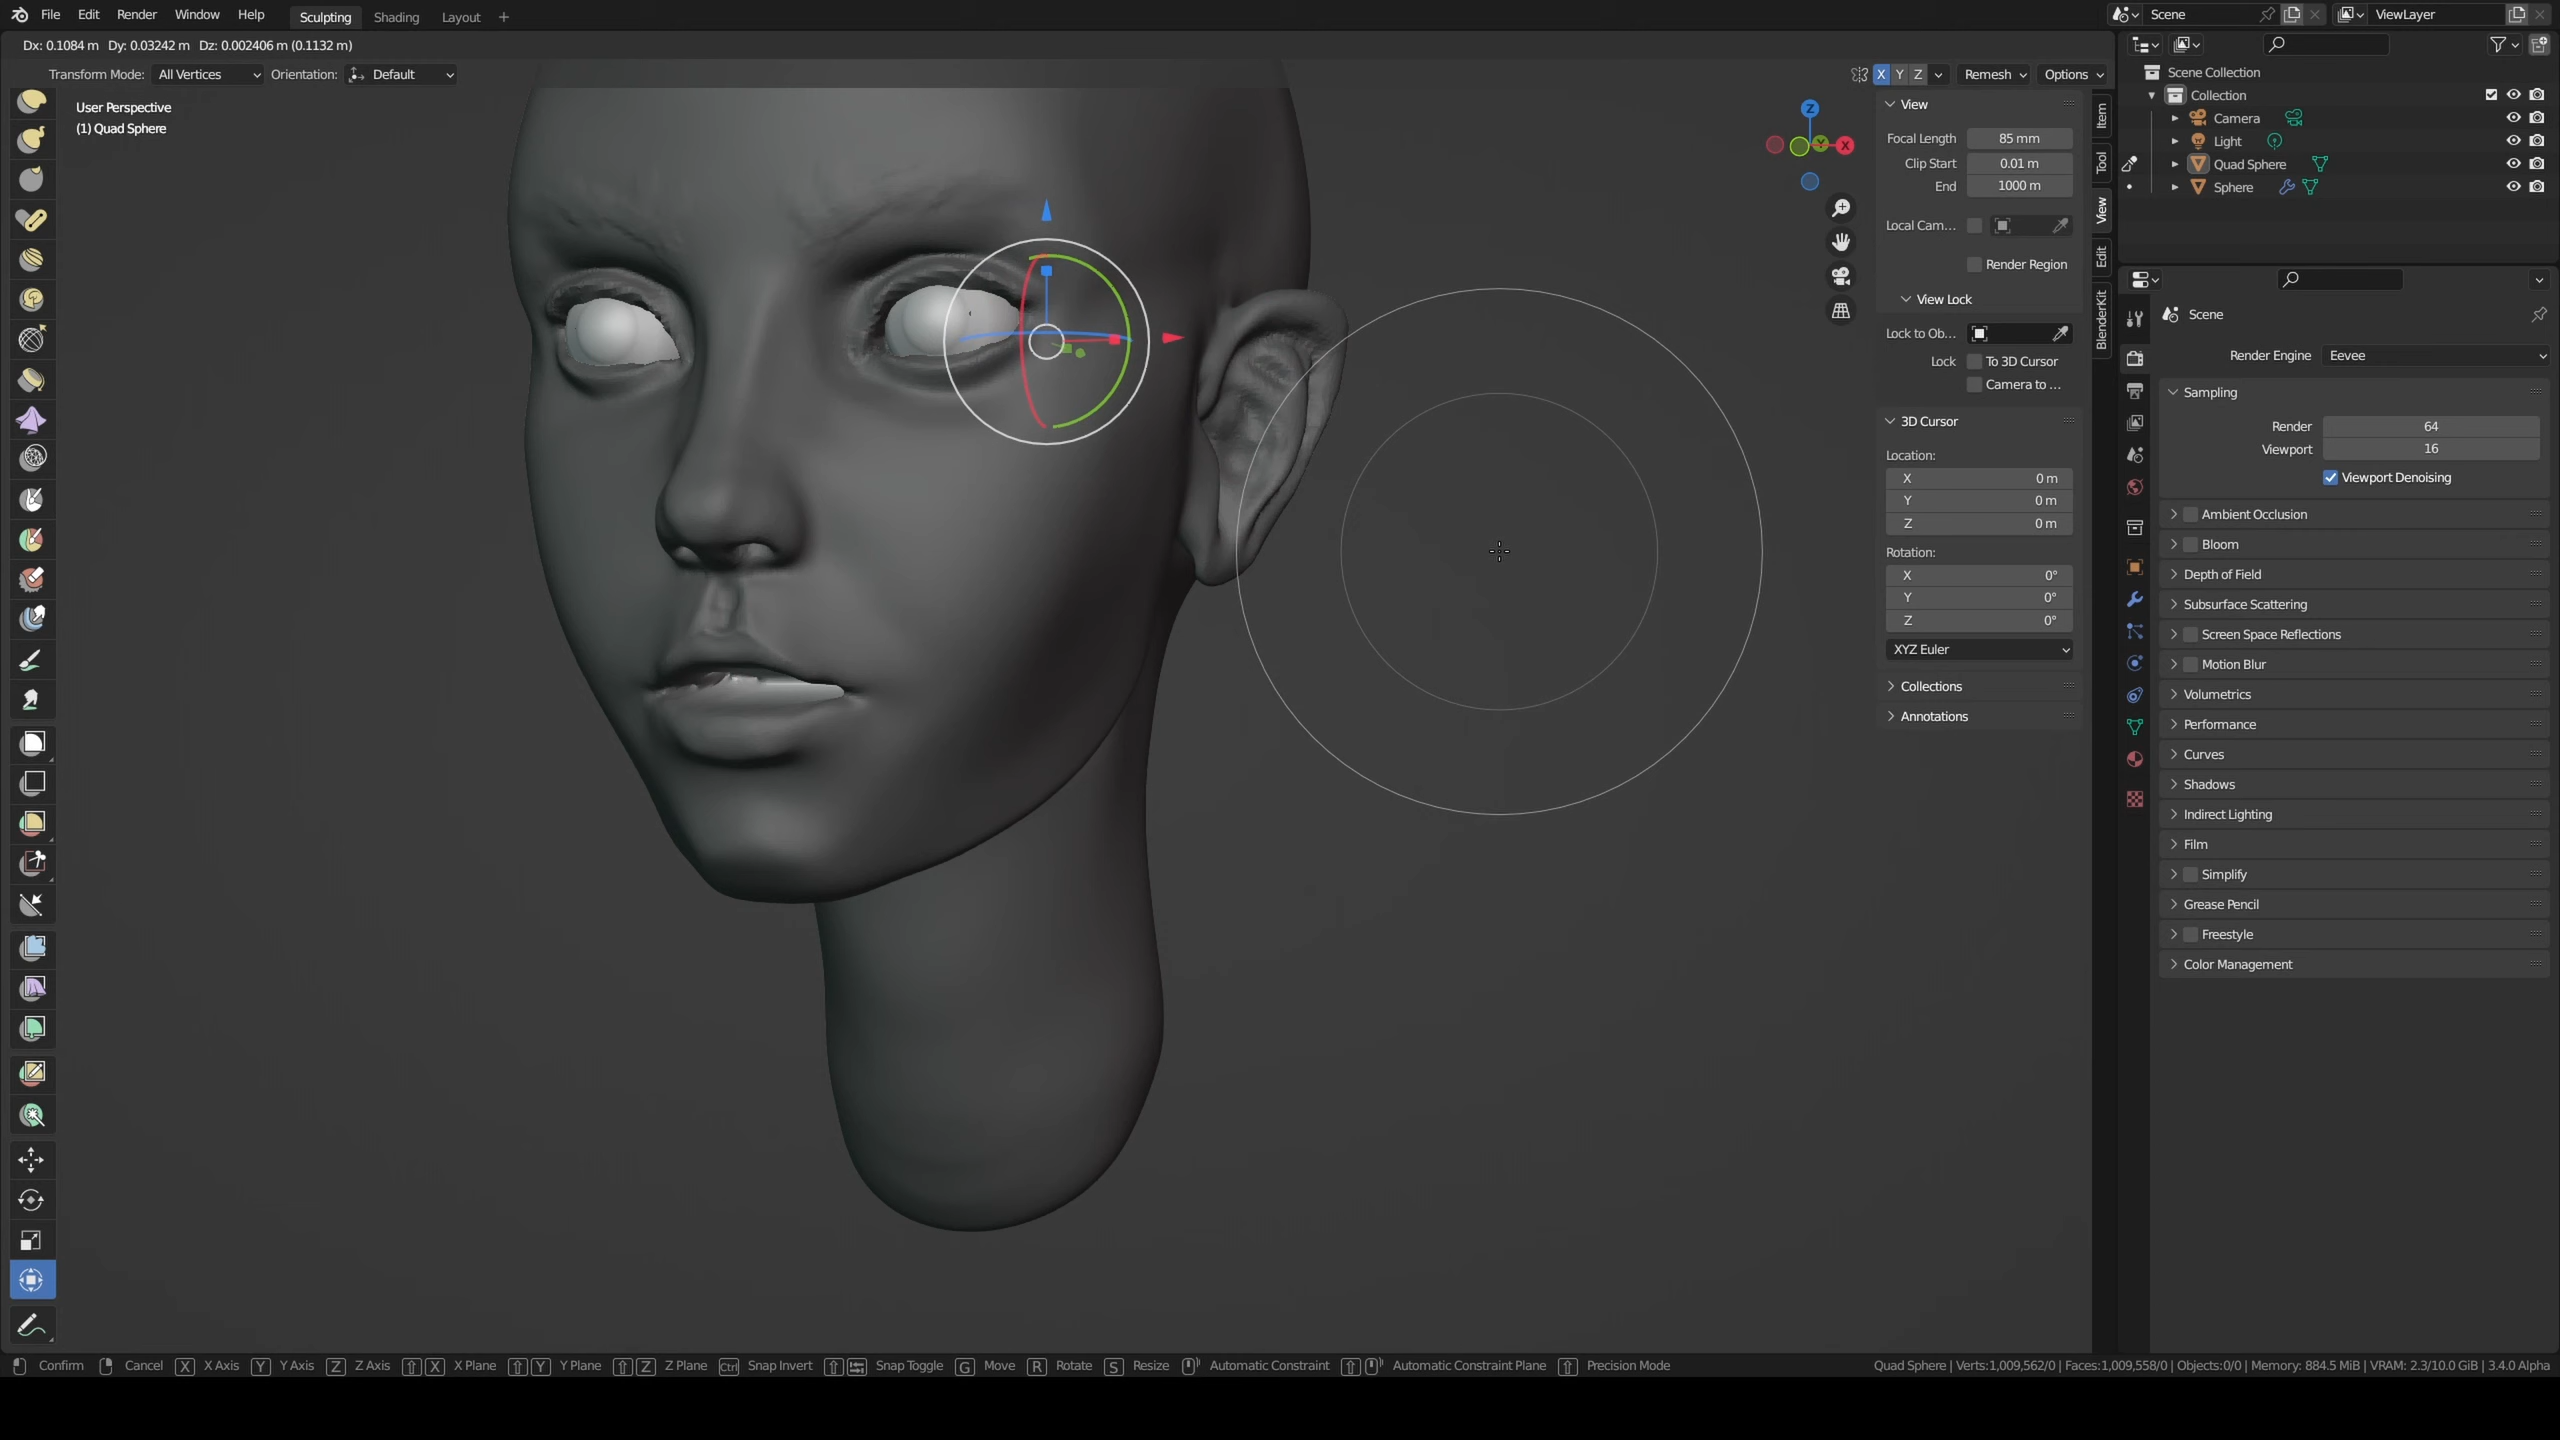 File Edit Render Window Help Sculpting Shading Layout + Scene ViewLayer
Dx: 0.1084 m Dy: 0.03242 m Dz: 0.002406 m (0.1132 m)
Transform Mode: All Vertices Orientation: Default X Y Z Remesh Options
User Perspective
(1) Quad Sphere
Z
Y
X
View
Focal Length 85 mm
Clip Start 0.01 m
End 1000 m
Local Cam...
Render Region
View Lock
Lock to Ob...
Lock To 3D Cursor
Camera to ...
3D Cursor
Location:
X 0 m
Y 0 m
Z 0 m
Rotation:
X 0°
Y 0°
Z 0°
XYZ Euler
Collections
Annotations
Item
Tool
View
Edit
BlenderKit
Scene Collection
Collection
Camera
Light
Quad Sphere
Sphere
Scene
Render Engine Eevee
Sampling
Render 64
Viewport 16
Viewport Denoising
Ambient Occlusion
Bloom
Depth of Field
Subsurface Scattering
Screen Space Reflections
Motion Blur
Volumetrics
Performance
Curves
Shadows
Indirect Lighting
Film
Simplify
Grease Pencil
Freestyle
Color Management
Confirm Cancel X X Axis Y Y Axis Z Z Axis X X Plane Y Y Plane Z Z Plane Ctrl Snap Invert Snap Toggle G Move R Rotate S Resize Automatic Constraint Automatic Constraint Plane Precision Mode Quad Sphere | Verts:1,009,562/0 | Faces:1,009,558/0 | Objects:0/0 | Memory: 884.5 MiB | VRAM: 2.3/10.0 GiB | 3.4.0 Alpha